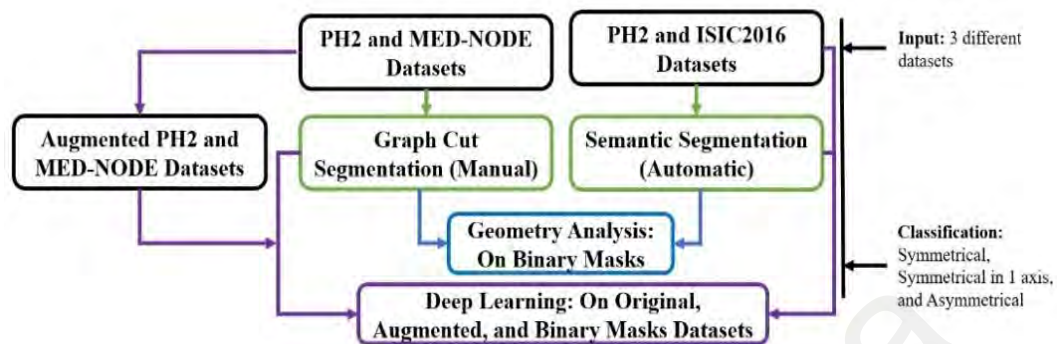 PH2 and MED-NODE
Datasets
PH2 and ISIC2016
Datasets
Input: 3 different
datasets
Augmented PH2 and
MED-NODE Datasets
Graph Cut
Segmentation (Manual)
Semantic Segmentation
(Automatic)
Geometry Analysis:
On Binary Masks
Classification:
Symmetrical,
Symmetrical in 1 axis,
and Asymmetrical
Deep Learning: On Original,
Augmented, and Binary Masks Datasets